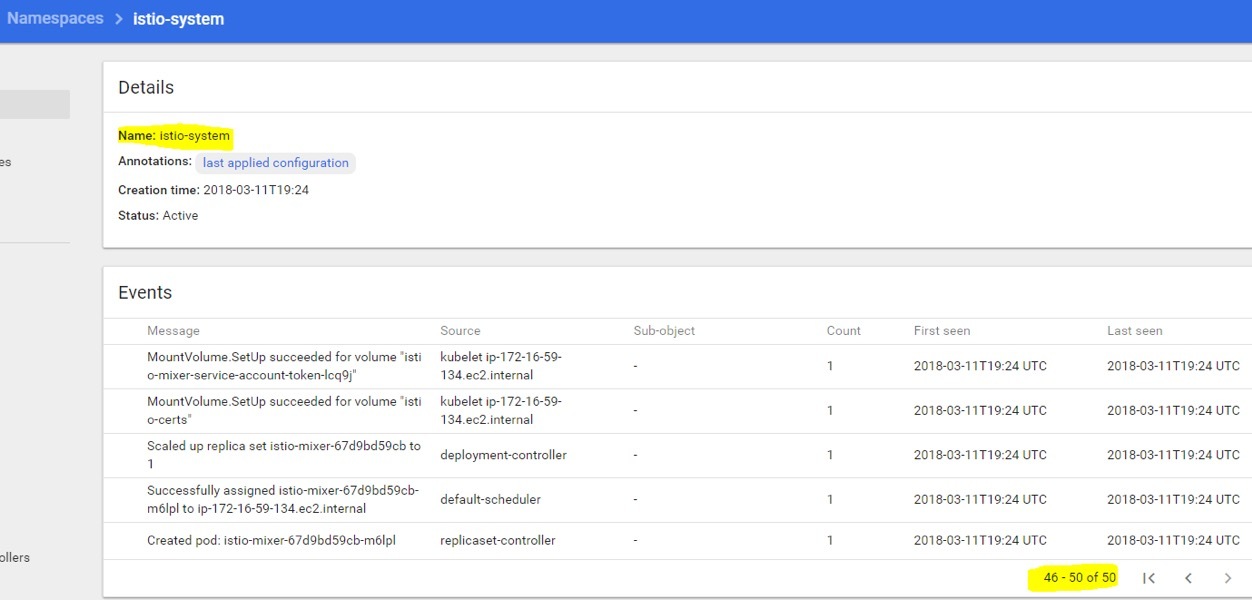 Namespaces > istio-system
Details
Name: istio-system
es
Annotations: last applied configuration
Creation time: 2018-03-11T19:24
Status: Active
Events
Message Source Sub-object Count First seen Last seen
MountVolume.SetUp succeeded for volume "isti kubelet ip-172-16-59-
o-mixer-service-account-token-lcq9j" 134.ec2.internal - 1 2018-03-11T19:24 UTC 2018-03-11T19:24 UTC
MountVolume.SetUp succeeded for volume "isti kubelet ip-172-16-59-
o-certs" 134.ec2.internal - 1 2018-03-11T19:24 UTC 2018-03-11T19:24 UTC
Scaled up replica set istio-mixer-67d9bd59cb to
1 deployment-controller - 1 2018-03-11T19:24 UTC 2018-03-11T19:24 UTC
Successfully assigned istio-mixer-67d9bd59cb-
m6lpl to ip-172-16-59-134.ec2.internal default-scheduler - 1 2018-03-11T19:24 UTC 2018-03-11T19:24 UTC
Created pod: istio-mixer-67d9bd59cb-m6lpl replicaset-controller - 1 2018-03-11T19:24 UTC 2018-03-11T19:24 UTC
ollers
46 - 50 of 50